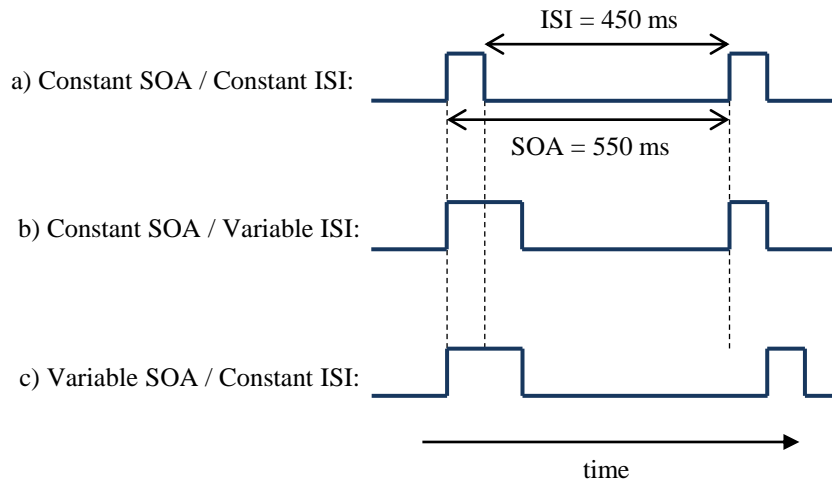 ISI = 450 ms
a) Constant SOA / Constant ISI:
SOA = 550 ms
b) Constant SOA / Variable ISI:
c) Variable SOA / Constant ISI:
time